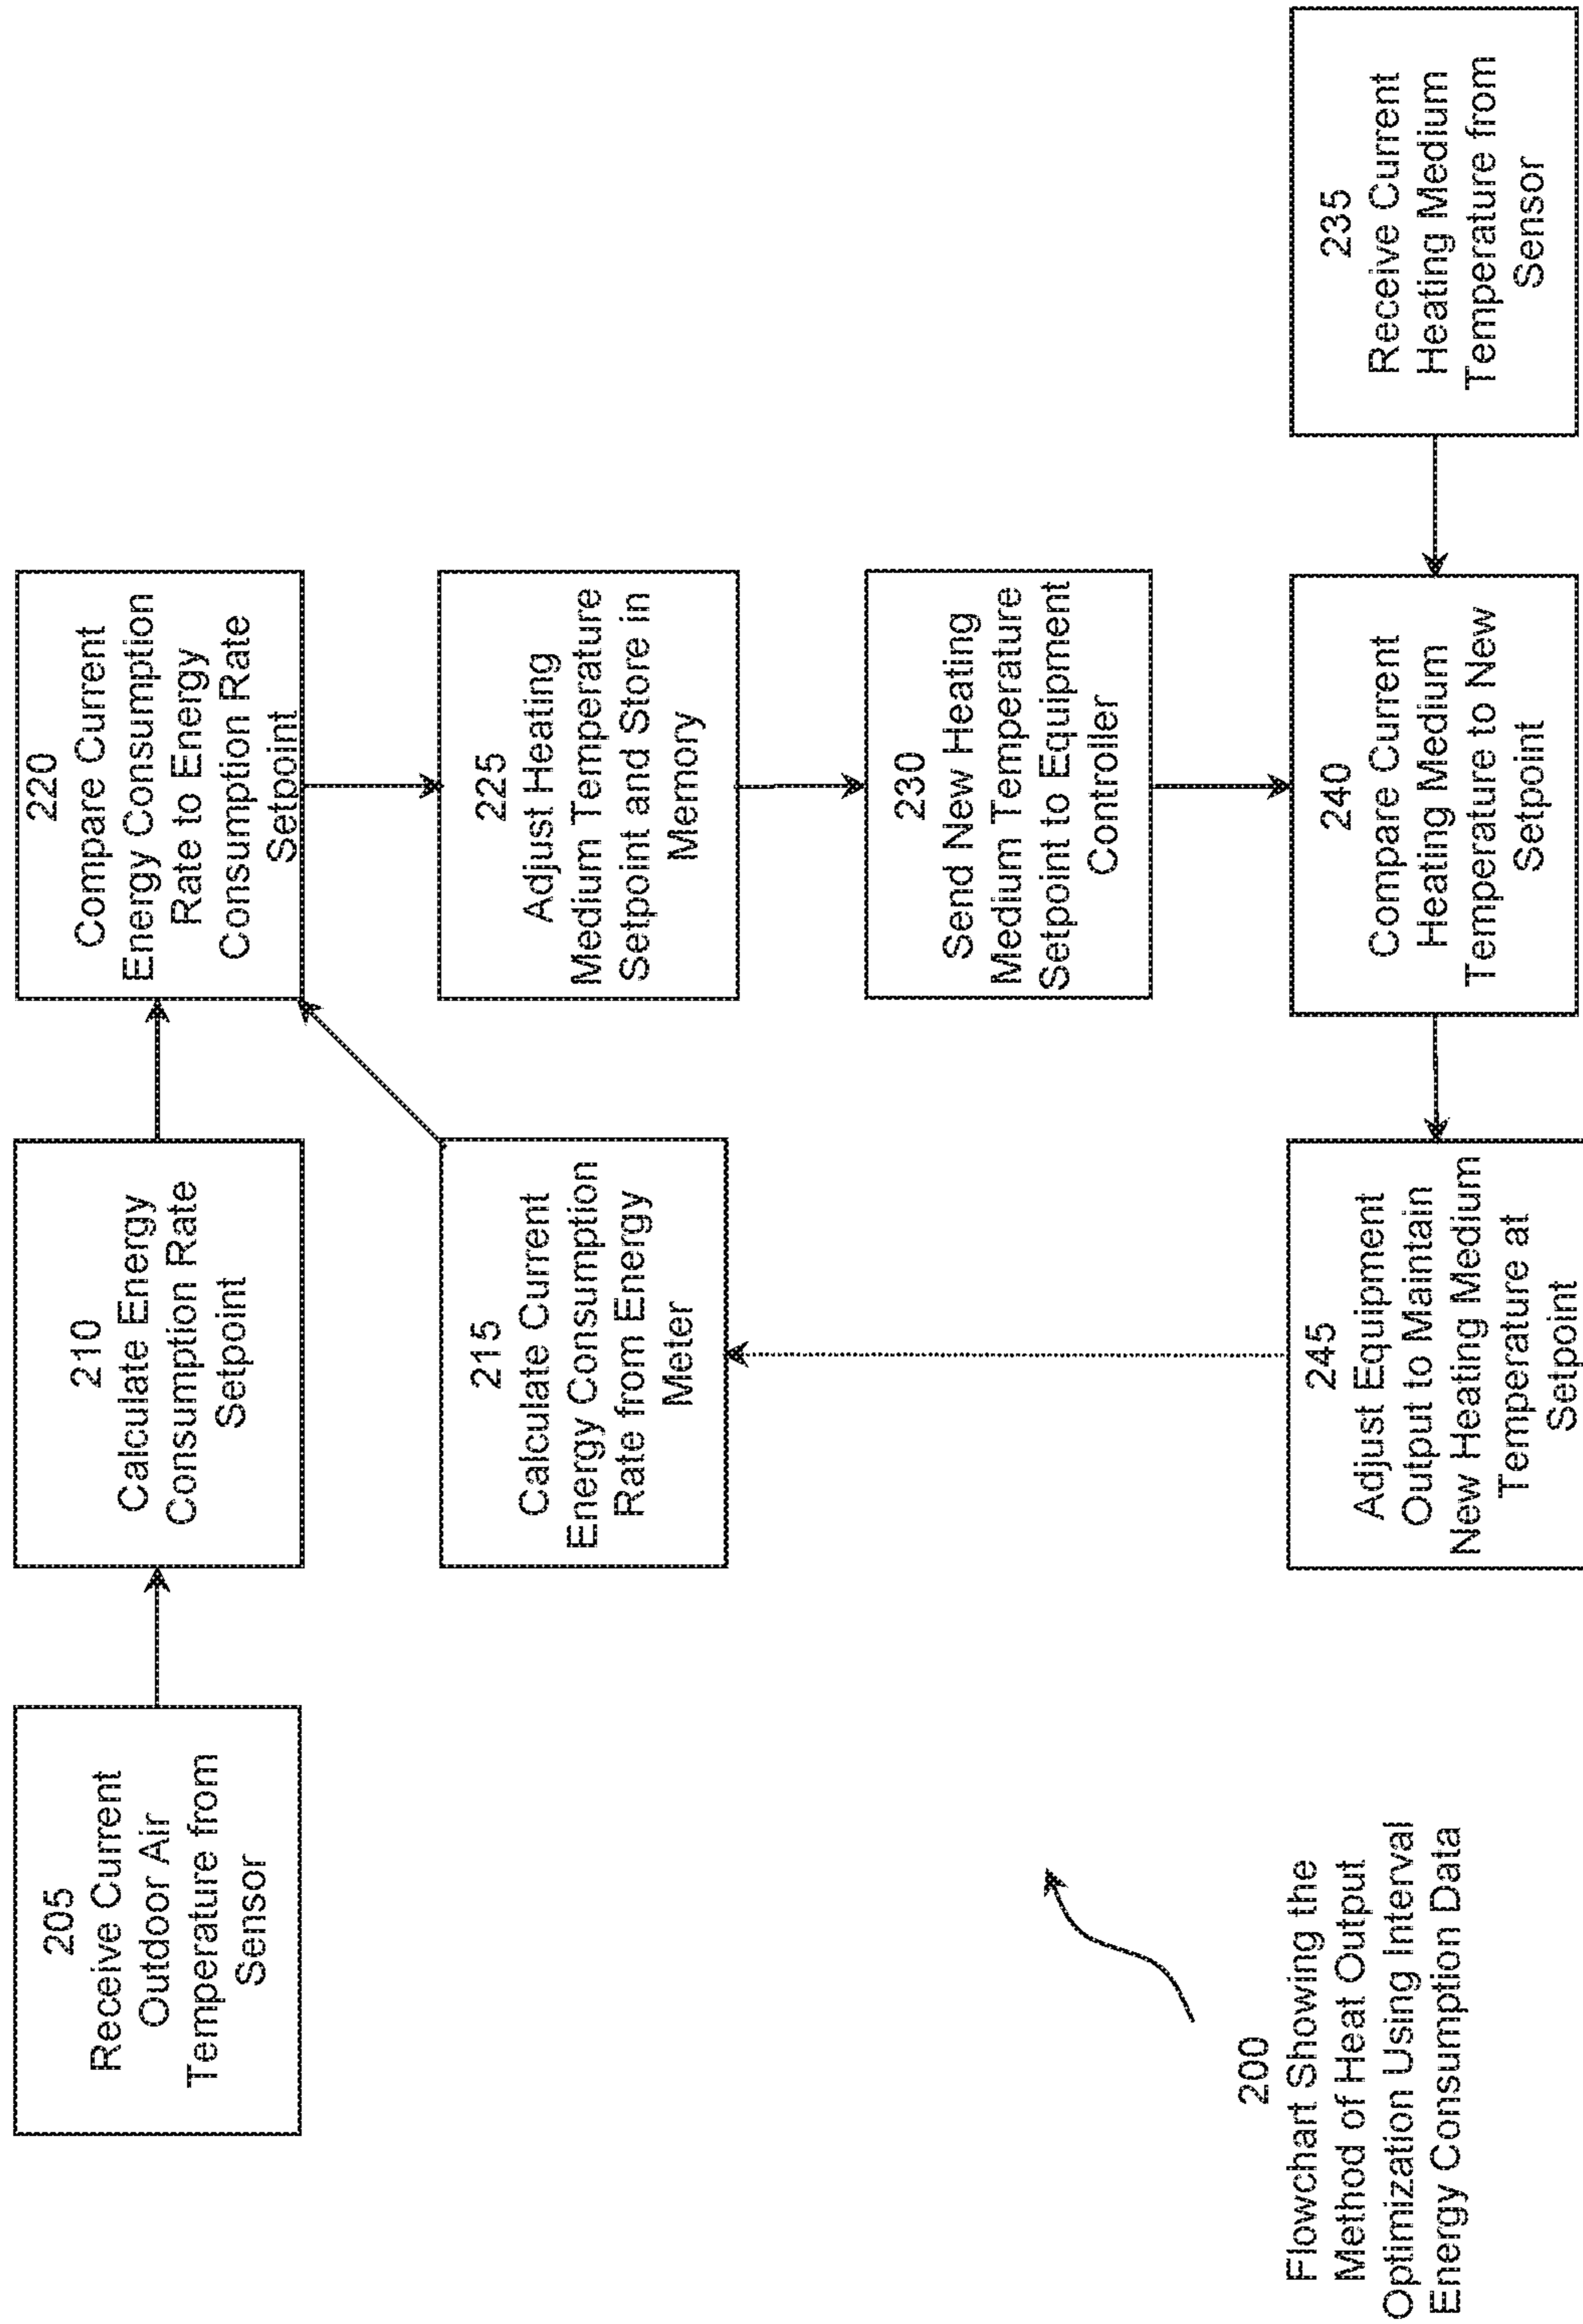 205
Receive Current
Outdoor Air
Temperature from
Sensor
210
Calculate Energy
Consumption Rate
Setpoint
220
Compare Current
Energy Consumption
Rate to Energy
Consumption Rate
Setpoint
215
Calculate Current
Energy Consumption
Rate from Energy
Meter
225
Adjust Heating
Medium Temperature
Setpoint and Store in
Memory
230
Send New Heating
Medium Temperature
Setpoint to Equipment
Controller
245
Adjust Equipment
Output to Maintain
New Heating Medium
Temperature at
Setpoint
240
Compare Current
Heating Medium
Temperature to New
Setpoint
235
Receive Current
Heating Medium
Temperature from
Sensor
200
Flowchart Showing the
Method of Heat Output
Optimization Using Interval
Energy Consumption Data